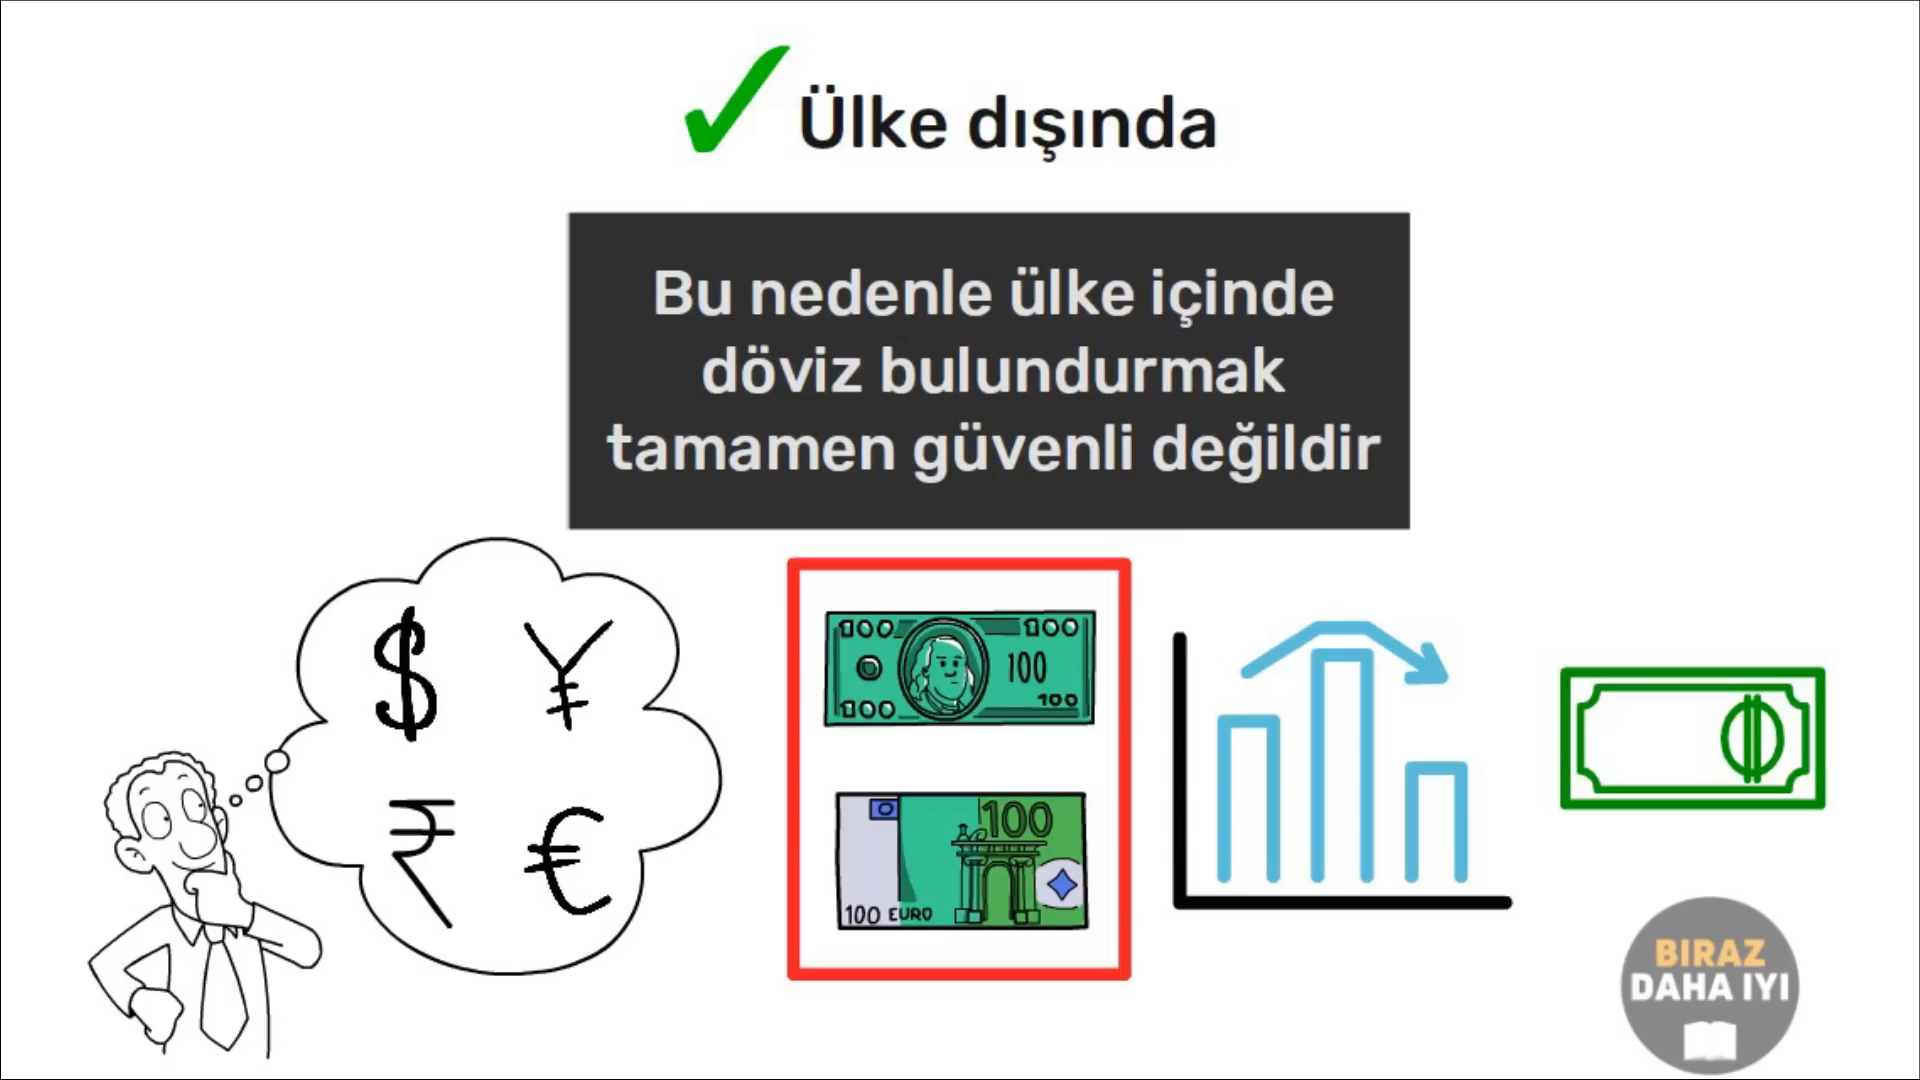 Ülke dışında
Bu nedenle ülke içinde
döviz bulundurmak
tamamen güvenli değildir
$ ¥
₹ €
100 100
100
100 100
100
100 EURO
BIRAZ
DAHA IYI